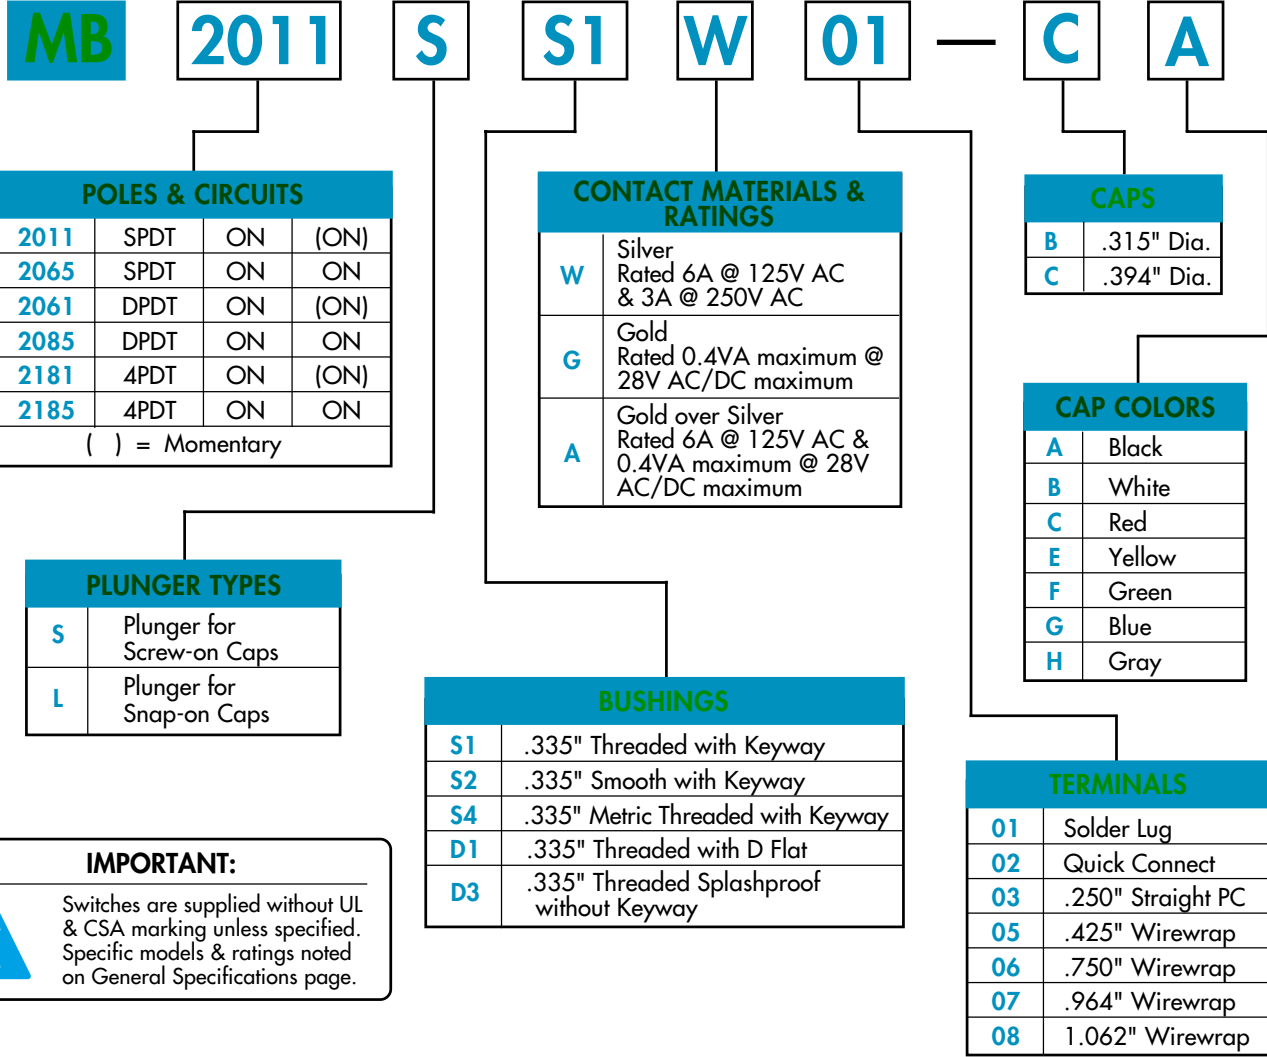 MB 2011 S S1 W 01 — C A
POLES & CIRCUITS
2011 SPDT ON (ON)
2065 SPDT ON ON
2061 DPDT ON (ON)
2085 DPDT ON ON
2181 4PDT ON (ON)
2185 4PDT ON ON
( ) = Momentary
PLUNGER TYPES
S Plunger for
Screw-on Caps
L Plunger for
Snap-on Caps
CONTACT MATERIALS &
RATINGS
W Silver
Rated 6A @ 125V AC
& 3A @ 250V AC
G Gold
Rated 0.4VA maximum @
28V AC/DC maximum
A Gold over Silver
Rated 6A @ 125V AC &
0.4VA maximum @ 28V
AC/DC maximum
BUSHINGS
S1 .335" Threaded with Keyway
S2 .335" Smooth with Keyway
S4 .335" Metric Threaded with Keyway
D1 .335" Threaded with D Flat
D3 .335" Threaded Splashproof
without Keyway
CAPS
B .315" Dia.
C .394" Dia.
CAP COLORS
A Black
B White
C Red
E Yellow
F Green
G Blue
H Gray
TERMINALS
01 Solder Lug
02 Quick Connect
03 .250" Straight PC
05 .425" Wirewrap
06 .750" Wirewrap
07 .964" Wirewrap
08 1.062" Wirewrap
IMPORTANT:
Switches are supplied without UL
& CSA marking unless specified.
Specific models & ratings noted
on General Specifications page.